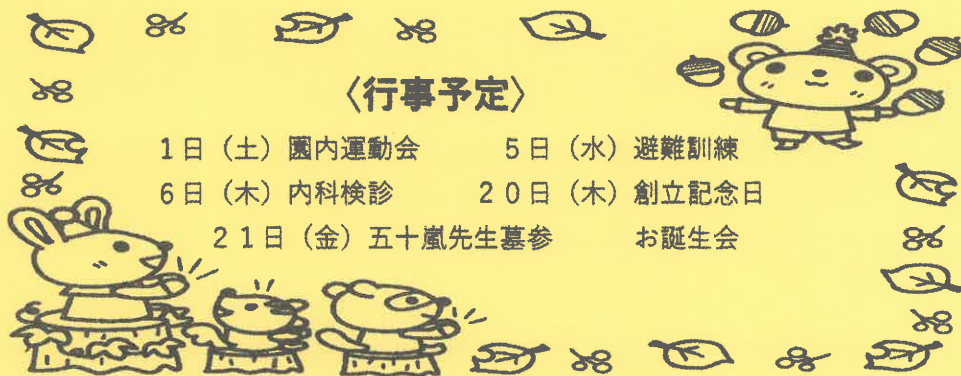 〈行事予定〉
1日（土）園内運動会　　5日（水）避難訓練
6日（木）内科検診　　20日（木）創立記念日
21日（金）五十嵐先生墓参　　お誕生会